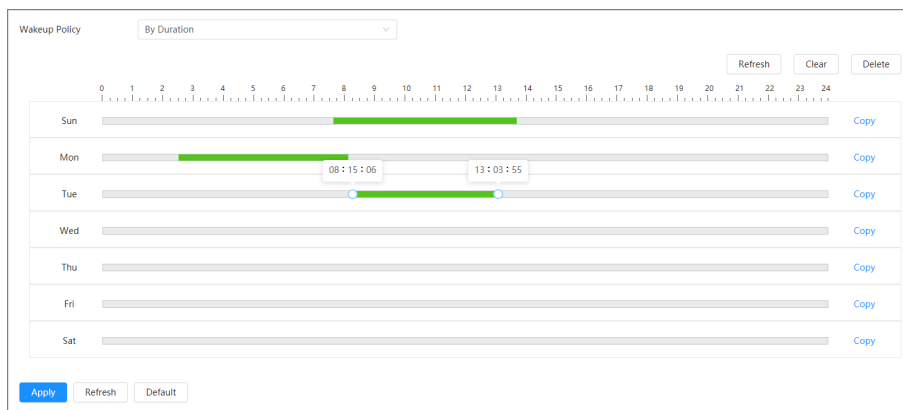 Wakeup Policy By Duration
Refresh Clear Delete
0 1 2 3 4 5 6 7 8 9 10 11 12 13 14 15 16 17 18 19 20 21 22 23 24
Sun Copy
Mon Copy
08 : 15 : 06 13 : 03 : 55
Tue Copy
Wed Copy
Thu Copy
Fri Copy
Sat Copy
Apply Refresh Default